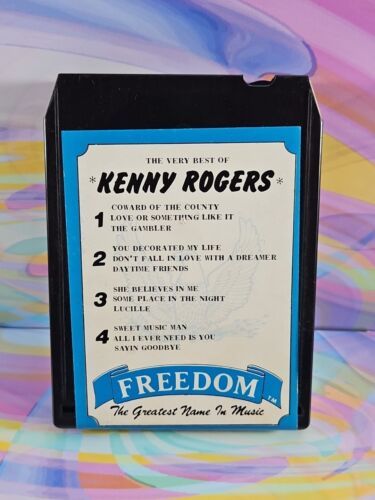 THE VERY BEST OF
* KENNY ROGERS *
1
COWARD OF THE COUNTY
LOVE OR SOMETHING LIKE IT
THE GAMBLER
2
YOU DECORATED MY LIFE
DON'T FALL IN LOVE WITH A DREAMER
DAYTIME FRIENDS
3
SHE BELIEVES IN ME
SOME PLACE IN THE NIGHT
LUCILLE
4
SWEET MUSIC MAN
ALL I EVER NEED IS YOU
SAYIN GOODBYE
FREEDOM TM
The Greatest Name In Music